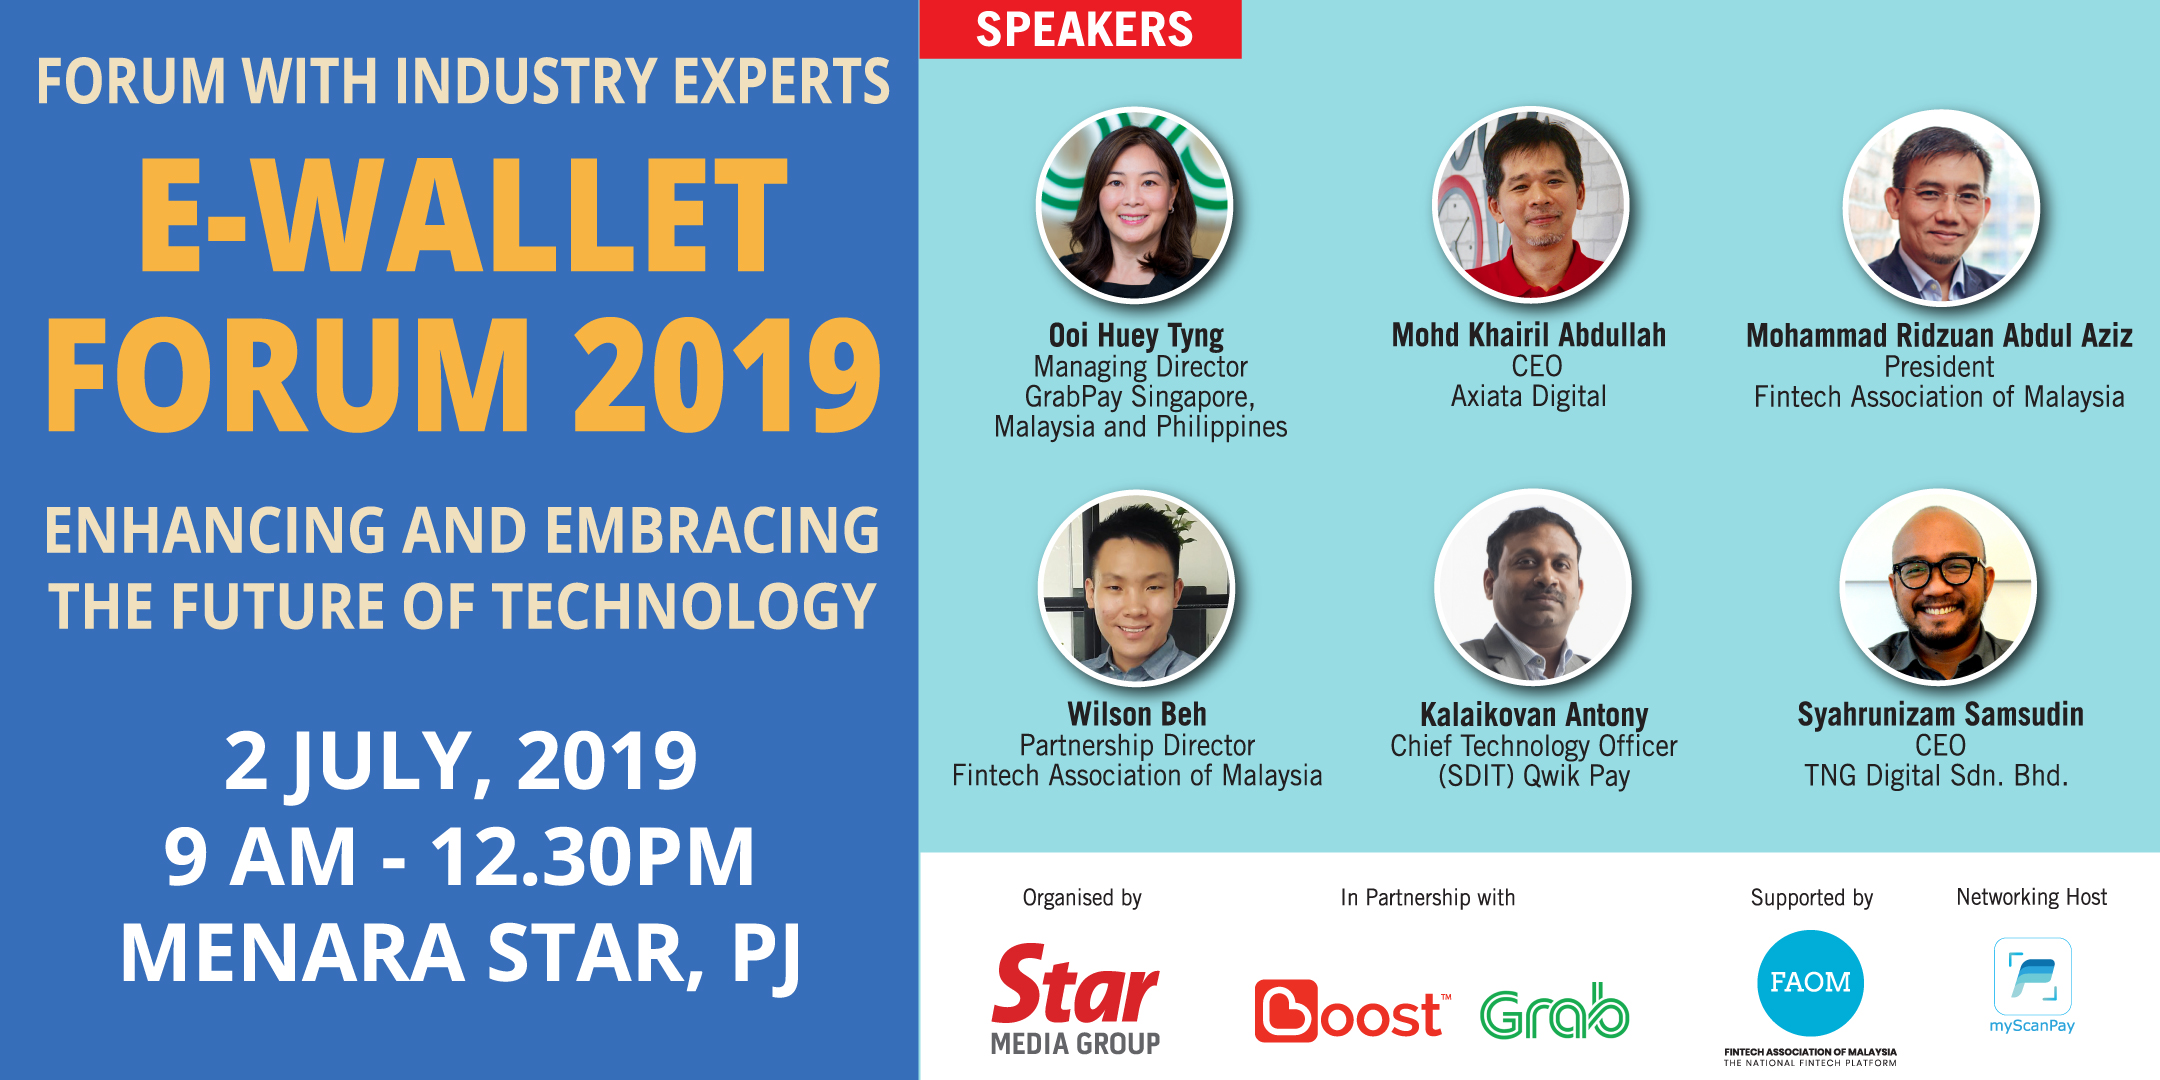 FORUM WITH INDUSTRY EXPERTS
E-WALLET
FORUM 2019
ENHANCING AND EMBRACING
THE FUTURE OF TECHNOLOGY
2 JULY, 2019
9 AM - 12.30PM
MENARA STAR, PJ
SPEAKERS
Ooi Huey Tyng
Managing Director
GrabPay Singapore,
Malaysia and Philippines
Mohd Khairil Abdullah
CEO
Axiata Digital
Mohammad Ridzuan Abdul Aziz
President
Fintech Association of Malaysia
Wilson Beh
Partnership Director
Fintech Association of Malaysia
Kalaikovan Antony
Chief Technology Officer
(SDIT) Qwik Pay
Syahrunizam Samsudin
CEO
TNG Digital Sdn. Bhd.
Organised by
Star
MEDIA GROUP
In Partnership with
Boost™
Grab
Supported by
FAOM
FINTECH ASSOCIATION OF MALAYSIA
THE NATIONAL FINTECH PLATFORM
Networking Host
myScanPay